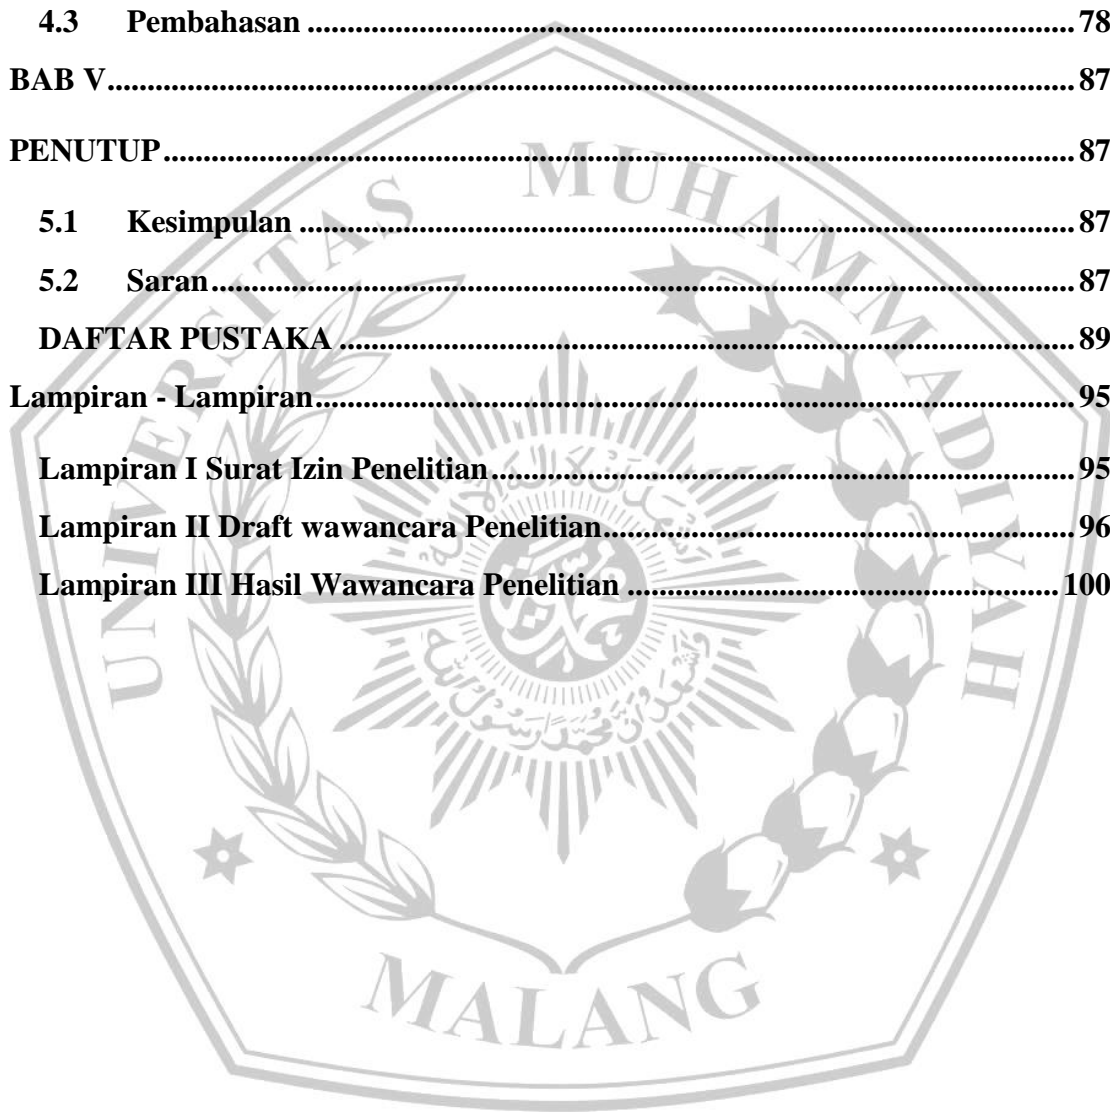 4.3 Pembahasan ........................................ 78
BAB V ........................................ 87
PENUTUP ........................................ 87
5.1 Kesimpulan ........................................ 87
5.2 Saran ........................................ 87
DAFTAR PUSTAKA ........................................ 89
Lampiran - Lampiran ........................................ 95
Lampiran I Surat Izin Penelitian ........................................ 95
Lampiran II Draft wawancara Penelitian ........................................ 96
Lampiran III Hasil Wawancara Penelitian ........................................ 100
UNIVERSITAS MUHAMMADIYAH
MALANG